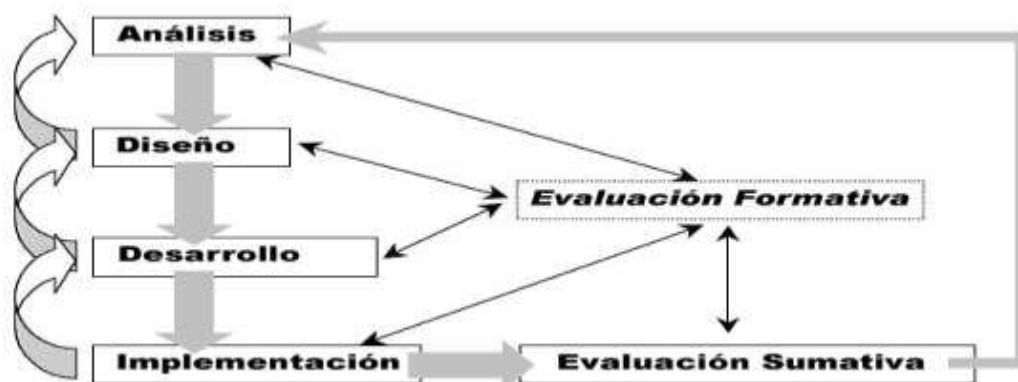 Análisis
Diseño
Evaluación Formativa
Desarrollo
Implementación
Evaluación Sumativa